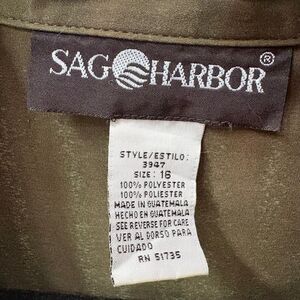 SAG HARBOR®
STYLE/ESTILO:
3947
SIZE: 16
100% POLYESTER
100% POLIESTER
MADE IN GUATEMALA
HECHO EN GUATEMALA
SEE REVERSE FOR CARE
VER AL DORSO PARA
CUIDADO
RN 51735